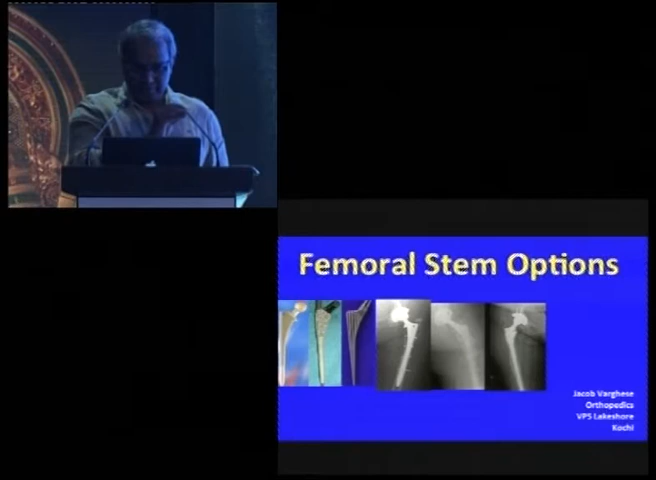 Femoral Stem Options
Jacob Varghese
Orthopedics
VPS Lakeshore
Kochi